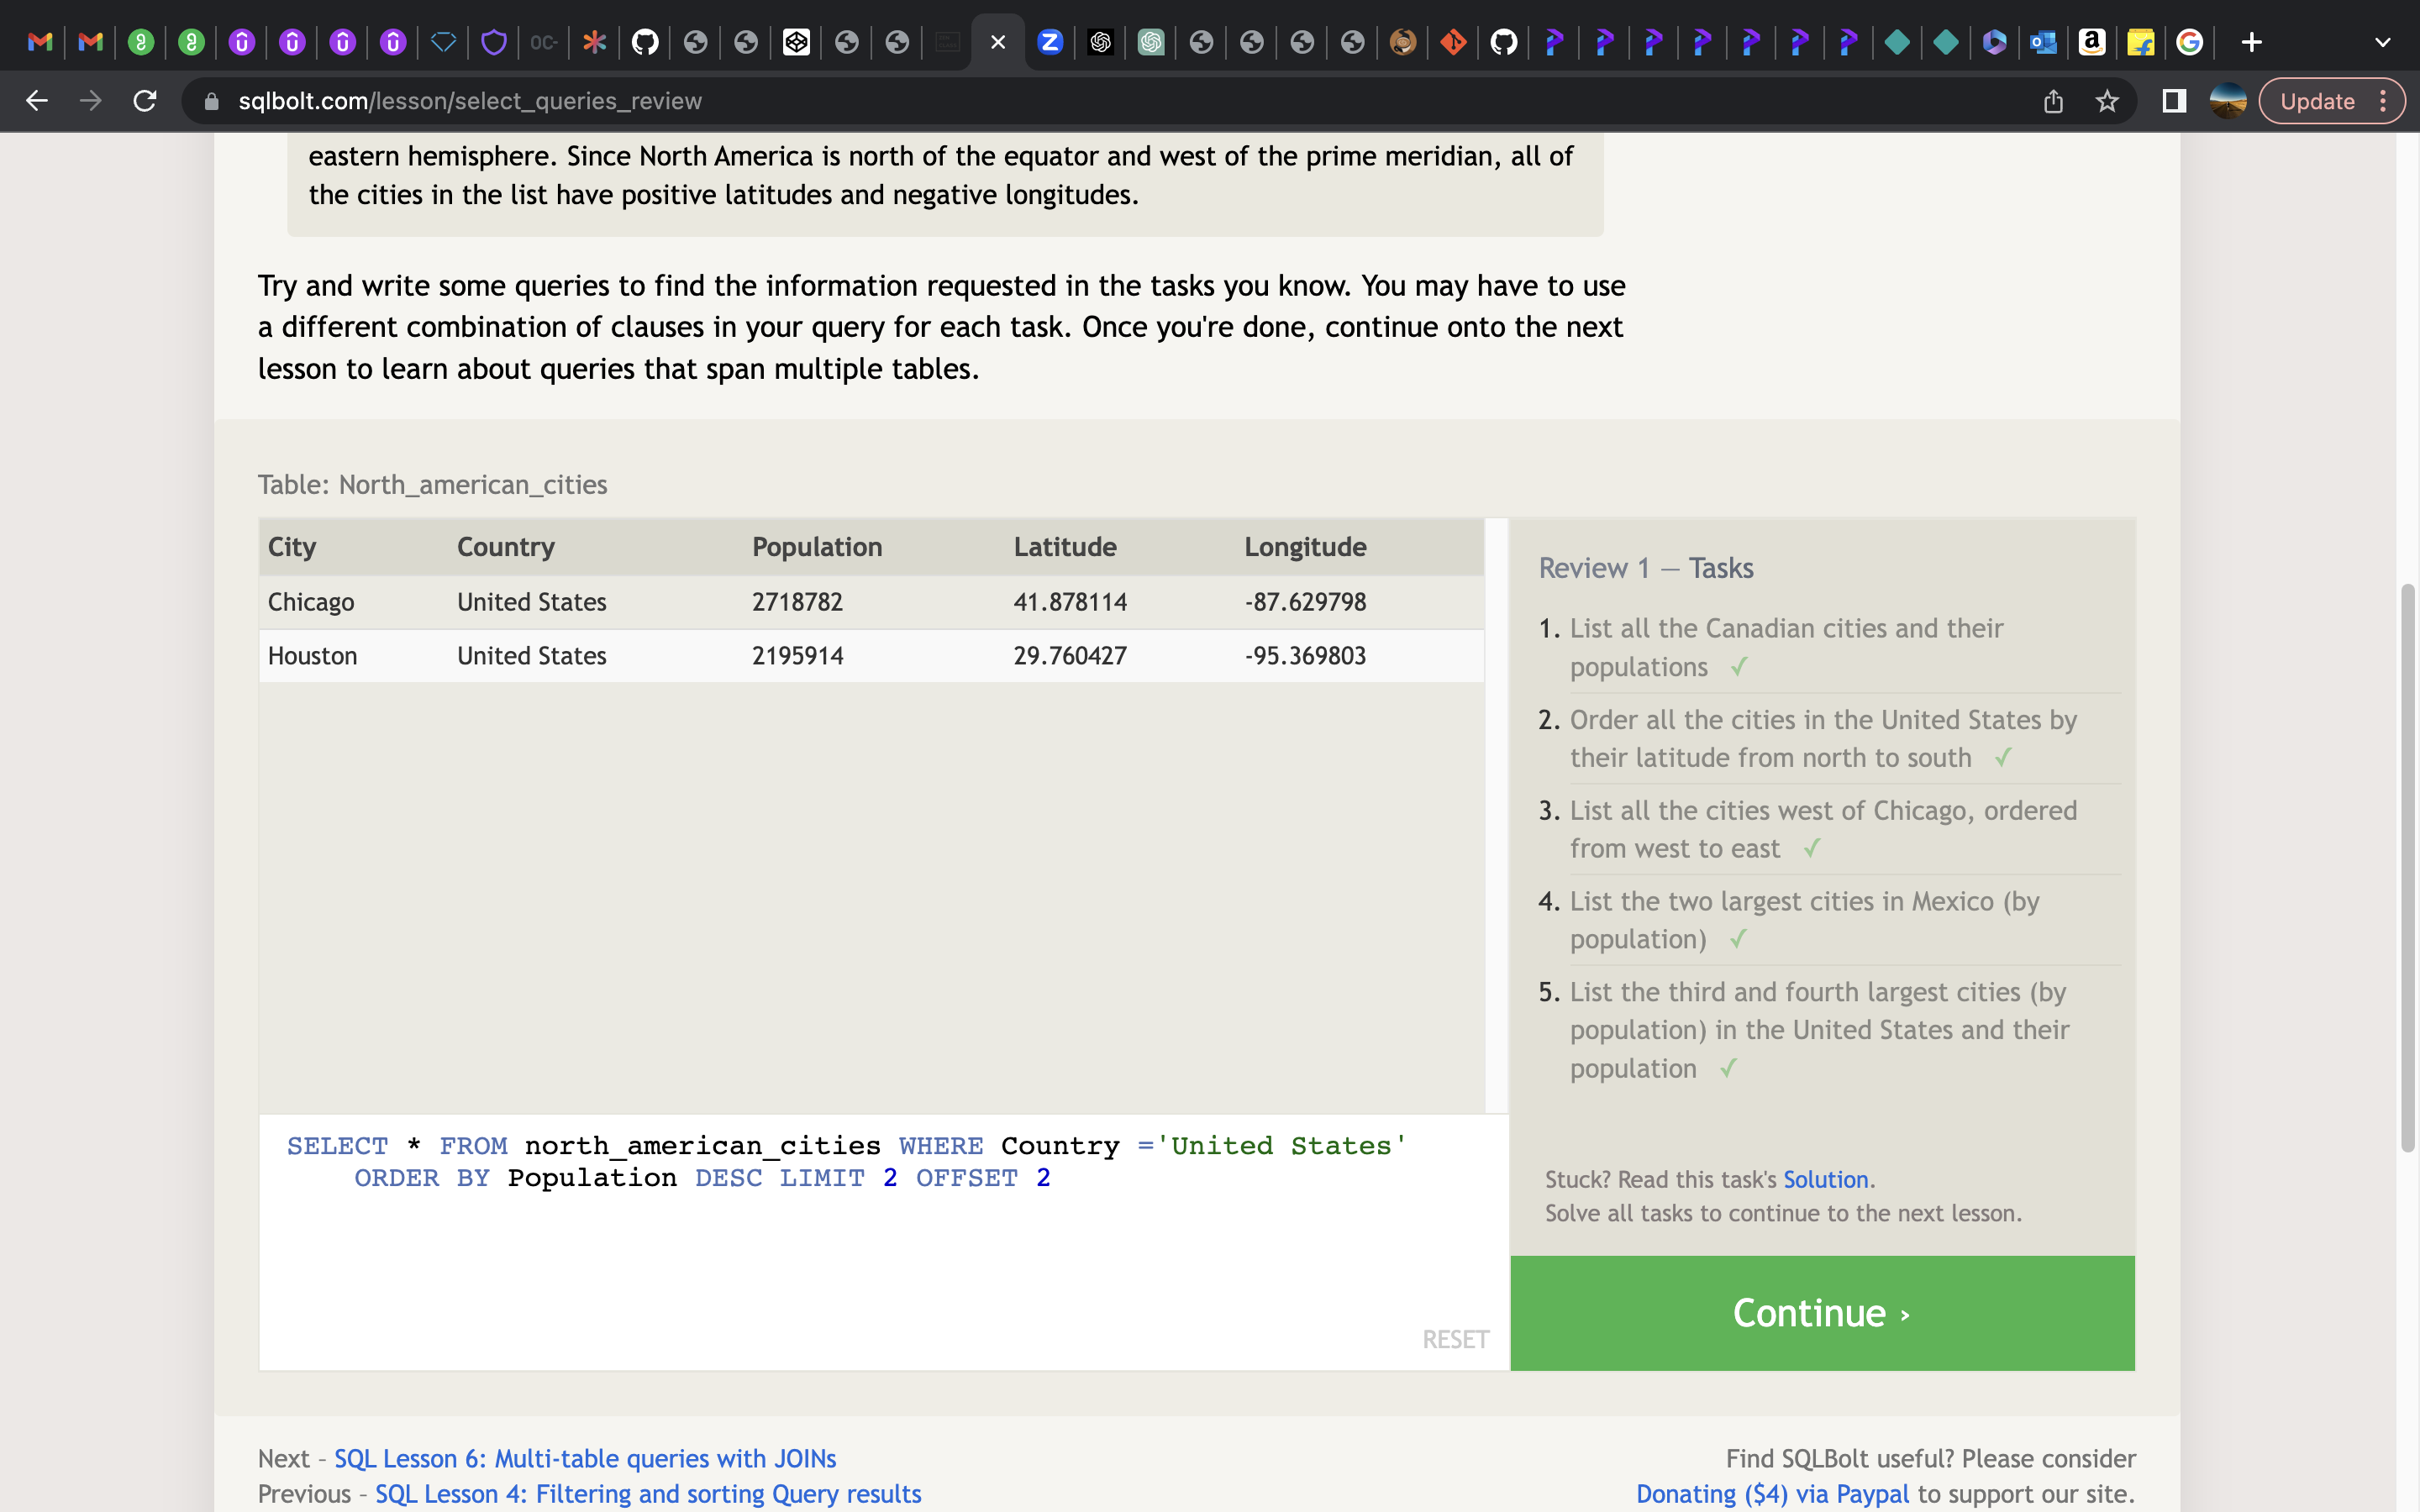 OC-
sqlbolt.com/lesson/select_queries_review
Update
eastern hemisphere. Since North America is north of the equator and west of the prime meridian, all of
the cities in the list have positive latitudes and negative longitudes.
Try and write some queries to find the information requested in the tasks you know. You may have to use
a different combination of clauses in your query for each task. Once you're done, continue onto the next
lesson to learn about queries that span multiple tables.
Table: North_american_cities
City Country Population Latitude Longitude
Chicago United States 2718782 41.878114 -87.629798
Houston United States 2195914 29.760427 -95.369803
SELECT * FROM north_american_cities WHERE Country ='United States'
ORDER BY Population DESC LIMIT 2 OFFSET 2
RESET
Review 1 — Tasks
1. List all the Canadian cities and their
populations ✓
2. Order all the cities in the United States by
their latitude from north to south ✓
3. List all the cities west of Chicago, ordered
from west to east ✓
4. List the two largest cities in Mexico (by
population) ✓
5. List the third and fourth largest cities (by
population) in the United States and their
population ✓
Stuck? Read this task's Solution.
Solve all tasks to continue to the next lesson.
Continue ›
Next – SQL Lesson 6: Multi-table queries with JOINs
Previous – SQL Lesson 4: Filtering and sorting Query results
Find SQLBolt useful? Please consider
Donating ($4) via Paypal to support our site.